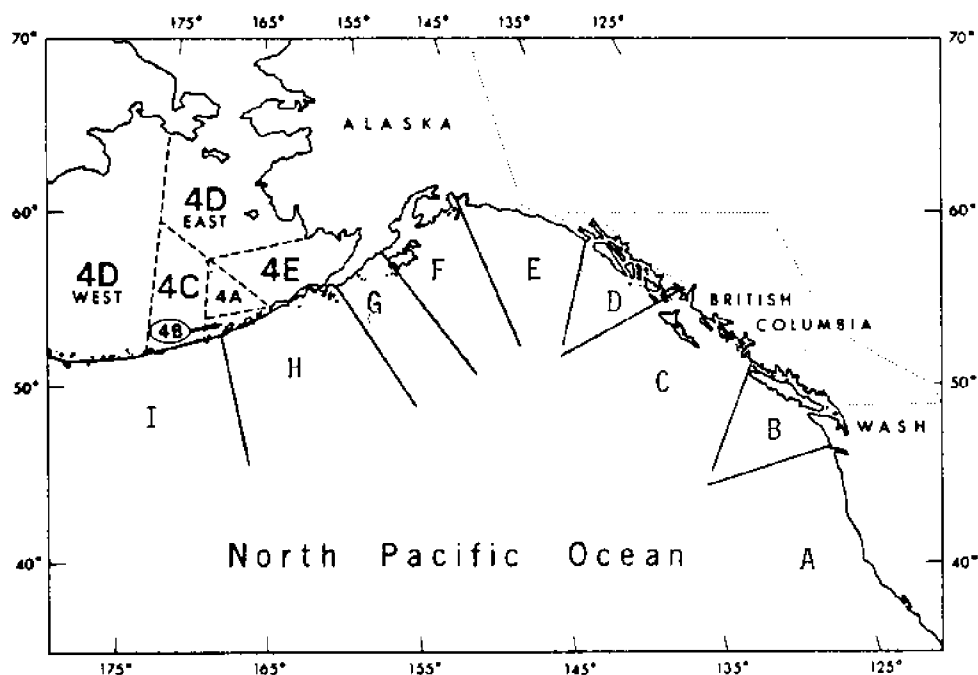 175° 165° 155° 145° 135° 125°
70° 70°
ALASKA
4D
EAST
60° 60°
4D
WEST
4C
4E
4A
4B
F
E
G
D
BRITISH
COLUMBIA
H
C
50° 50°
I
B
WASH
North Pacific Ocean
A
40° 40°
175° 165° 155° 145° 135° 125°